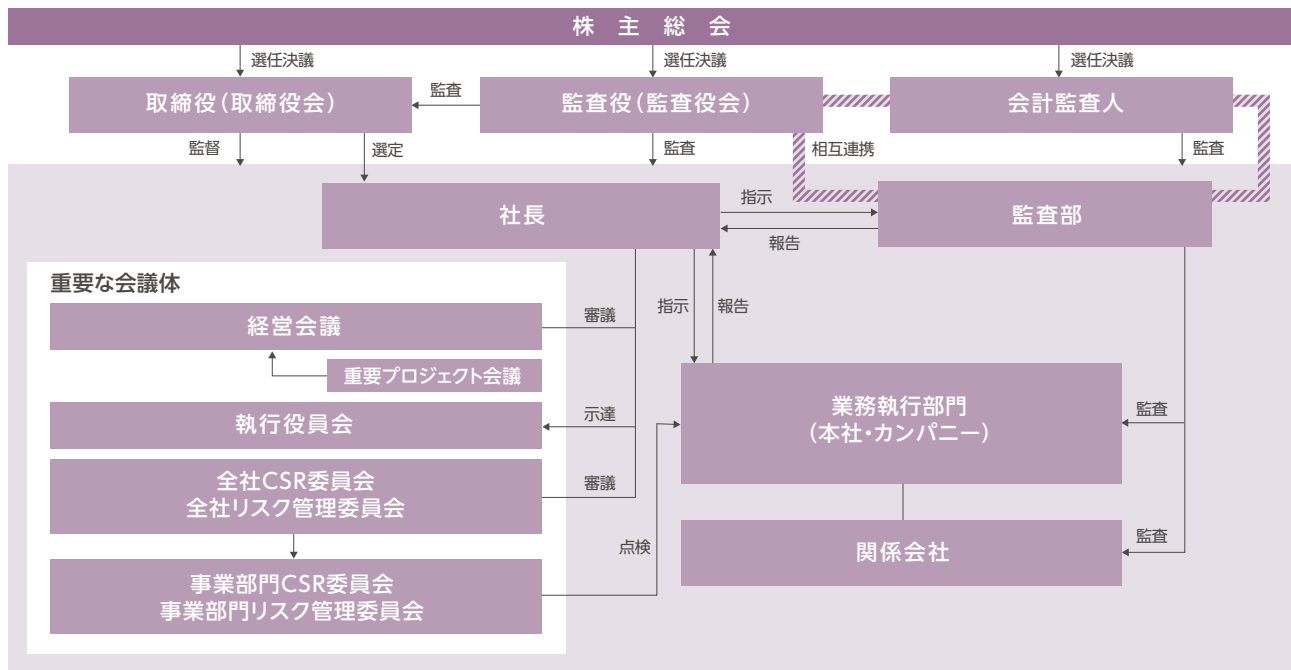 株主総会
選任決議
選任決議
選任決議
取締役（取締役会）
監査
監査役（監査役会）
会計監査人
監督
選定
監査
相互連携
監査
社長
指示
報告
監査部
重要な会議体
経営会議
審議
重要プロジェクト会議
執行役員会
示達
全社CSR委員会
全社リスク管理委員会
審議
事業部門CSR委員会
事業部門リスク管理委員会
点検
指示
報告
業務執行部門
（本社・カンパニー）
監査
関係会社
監査